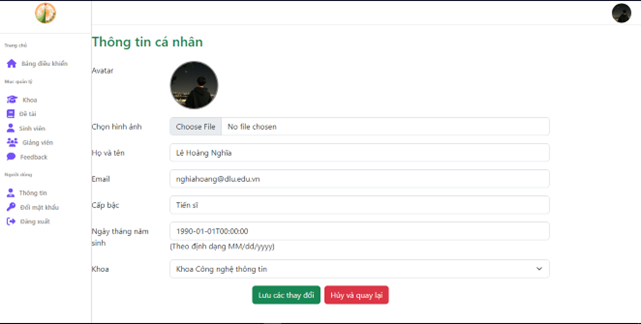 Trang chủ
Bảng điều khiển
Mục quản lý
Khoa
Đề tài
Sinh viên
Giảng viên
Feedback
Người dùng
Thông tin
Đổi mật khẩu
Đăng xuất
Thông tin cá nhân
Avatar
Chọn hình ảnh
Choose File No file chosen
Họ và tên
Lê Hoàng Nghĩa
Email
nghiahoang@dlu.edu.vn
Cấp bậc
Tiến sĩ
Ngày tháng năm
sinh
1990-01-01T00:00:00
(Theo định dạng MM/dd/yyyy)
Khoa
Khoa Công nghệ thông tin
Lưu các thay đổi
Hủy và quay lại